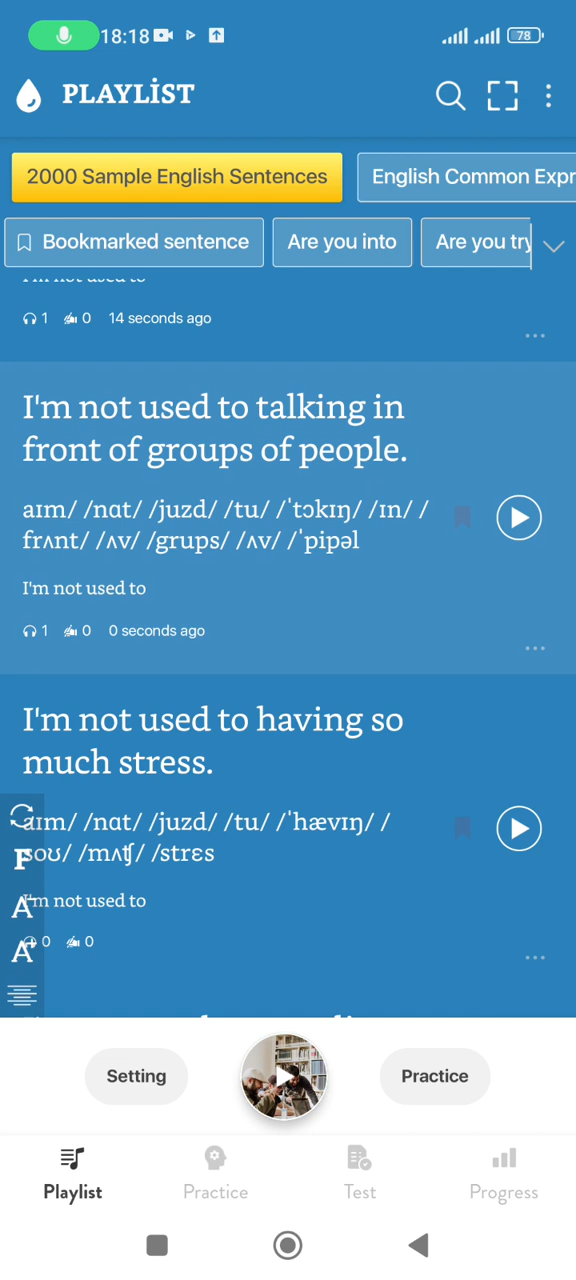 18:18
78
PLAYLİST
2000 Sample English Sentences
English Common Expr
Bookmarked sentence
Are you into
Are you try
I'm not used to
1 0 14 seconds ago
I'm not used to talking in
front of groups of people.
aɪm/ /nɑt/ /juzd/ /tu/ /ˈtɔkɪŋ/ /ɪn/ /
frʌnt/ /ʌv/ /grups/ /ʌv/ /ˈpipəl
I'm not used to
1 0 0 seconds ago
I'm not used to having so
much stress.
aɪm/ /nɑt/ /juzd/ /tu/ /ˈhævɪŋ/ /
soʊ/ /mʌʧ/ /strɛs
F
I'm not used to
A
0 0
A
Setting
Practice
Playlist
Practice
Test
Progress